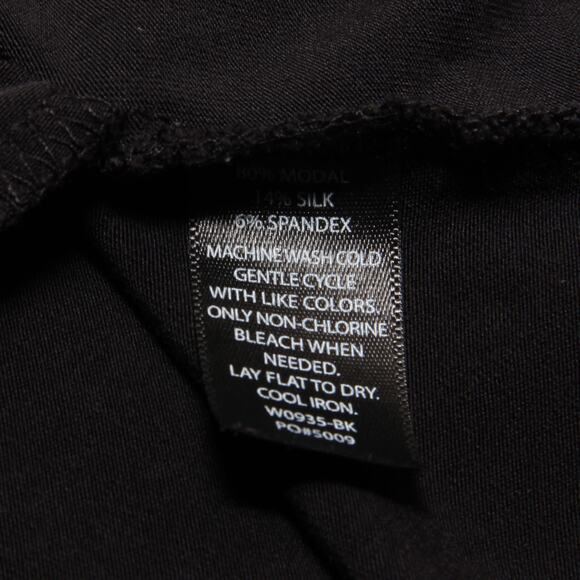 80% MODAL
14% SILK
6% SPANDEX
MACHINE WASH COLD
GENTLE CYCLE
WITH LIKE COLORS.
ONLY NON-CHLORINE
BLEACH WHEN
NEEDED.
LAY FLAT TO DRY.
COOL IRON.
W0935-BK
PO#5009